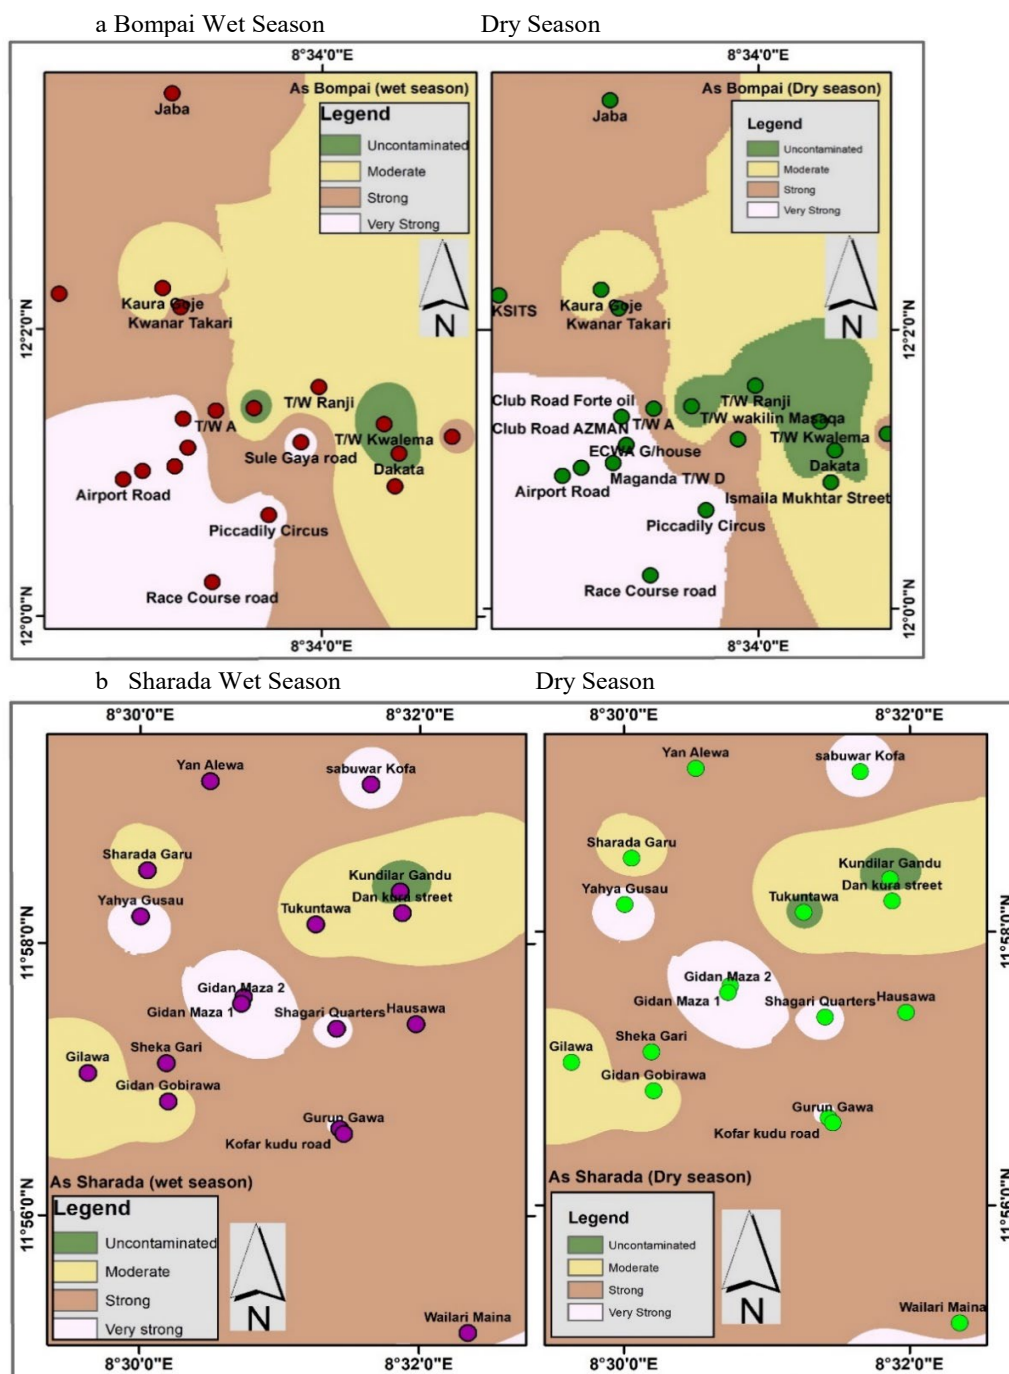 a Bompai Wet Season Dry Season
8°34'0"E 8°34'0"E
As Bompai (wet season)
Legend
Uncontaminated
Moderate
Strong
Very Strong
N
Jaba
Kaura Goje
Kwanar Takari
T/W Ranji
T/W A
T/W Kwalema
Sule Gaya road
Dakata
Airport Road
Piccadily Circus
Race Course road
12°2'0"N
12°0'0"N
8°34'0"E
As Bompai (Dry season)
Legend
Uncontaminated
Moderate
Strong
Very Strong
N
Jaba
Kaura Goje
KSITS
Kwanar Takari
Club Road Forte oil
T/W Ranji
T/W A
T/W wakilin Masaqa
Club Road AZMAN
T/W Kwalema
ECWA G/house
Dakata
Maganda T/W D
Airport Road
Ismaila Mukhtar Street
Piccadily Circus
Race Course road
12°2'0"N
12°0'0"N
8°34'0"E
b Sharada Wet Season Dry Season
8°30'0"E 8°32'0"E 8°30'0"E 8°32'0"E
Yan Alewa
sabuwar Kofa
Sharada Garu
Kundilar Gandu
Yahya Gusau
Dan kura street
Tukuntawa
Gidan Maza 2
Gidan Maza 1
Shagari Quarters
Hausawa
Sheka Gari
Gilawa
Gidan Gobirawa
Gurun Gawa
Kofar kudu road
As Sharada (wet season)
Legend
Uncontaminated
Moderate
Strong
Very strong
N
Wailari Maina
11°58'0"N
11°56'0"N
8°30'0"E 8°32'0"E
Yan Alewa
sabuwar Kofa
Sharada Garu
Kundilar Gandu
Yahya Gusau
Dan kura street
Tukuntawa
Gidan Maza 2
Gidan Maza 1
Shagari Quarters
Hausawa
Sheka Gari
Gilawa
Gidan Gobirawa
Gurun Gawa
Kofar kudu road
As Sharada (Dry season)
Legend
Uncontaminated
Moderate
Strong
Very Strong
N
Wailari Maina
11°58'0"N
11°56'0"N
8°30'0"E 8°32'0"E